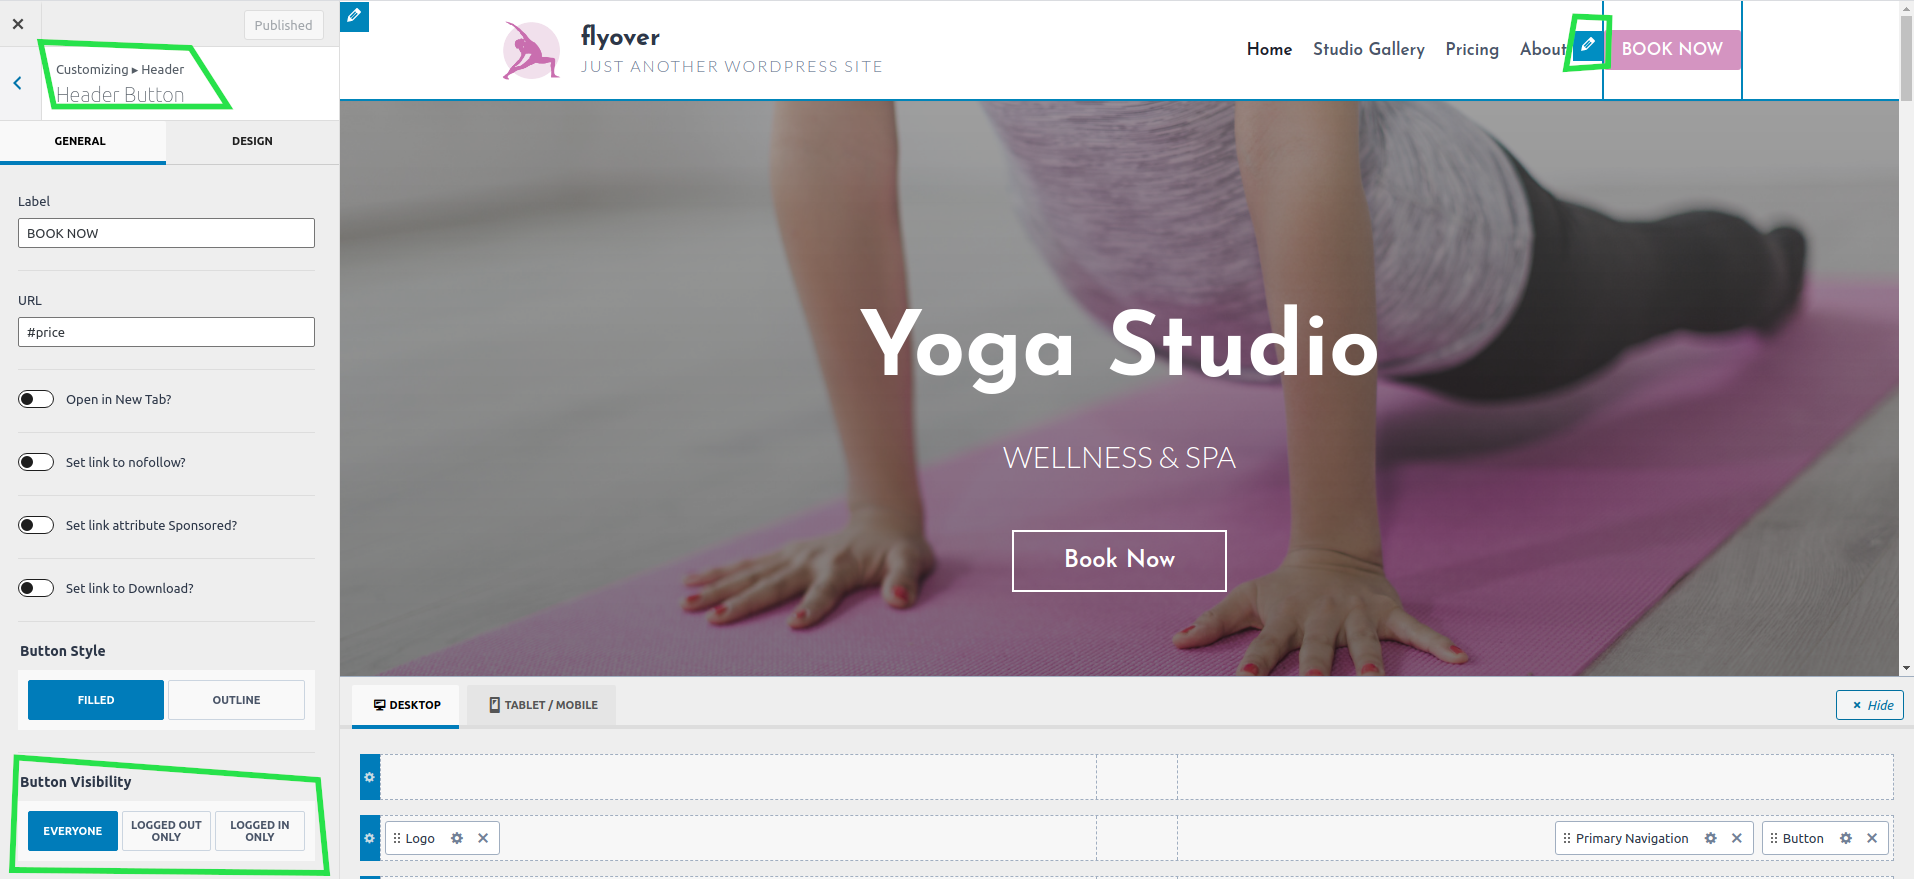 Published
Customizing ▸ Header
Header Button
GENERAL
DESIGN
Label
BOOK NOW
URL
#price
Open in New Tab?
Set link to nofollow?
Set link attribute Sponsored?
Set link to Download?
Button Style
FILLED
OUTLINE
Button Visibility
EVERYONE
LOGGED OUT
ONLY
LOGGED IN
ONLY
flyover
JUST ANOTHER WORDPRESS SITE
Home
Studio Gallery
Pricing
About
BOOK NOW
Yoga Studio
WELLNESS & SPA
Book Now
DESKTOP
TABLET / MOBILE
Hide
Logo
Primary Navigation
Button